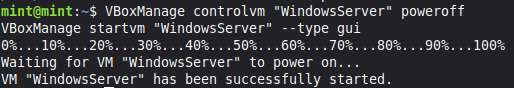 mint@mint:~$ VBoxManage controlvm "WindowsServer" poweroff
VBoxManage startvm "WindowsServer" --type gui
0%...10%...20%...30%...40%...50%...60%...70%...80%...90%...100%
Waiting for VM "WindowsServer" to power on...
VM "WindowsServer" has been successfully started.